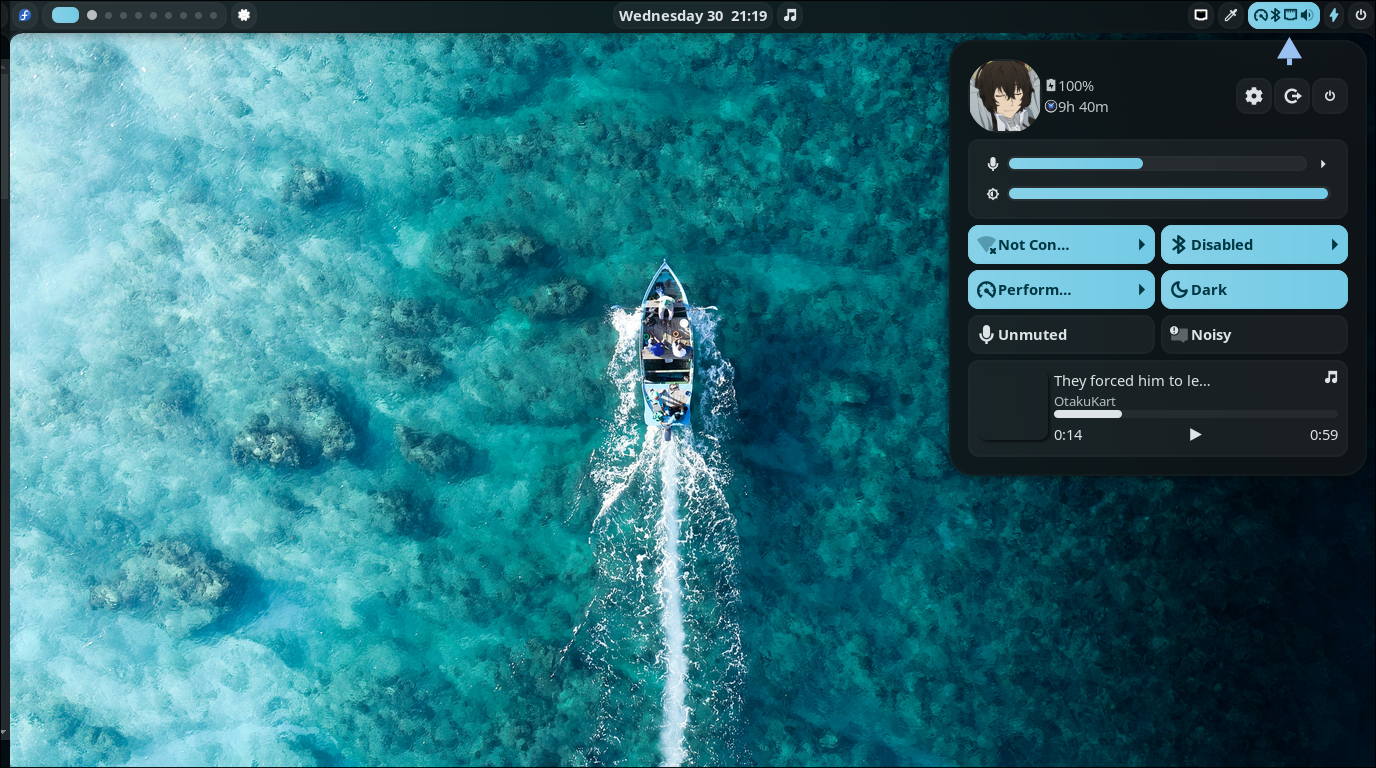 Wednesday 30 21:19
100%
9h 40m
Not Con...
Disabled
Perform...
Dark
Unmuted
Noisy
They forced him to le...
OtakuKart
0:14
0:59